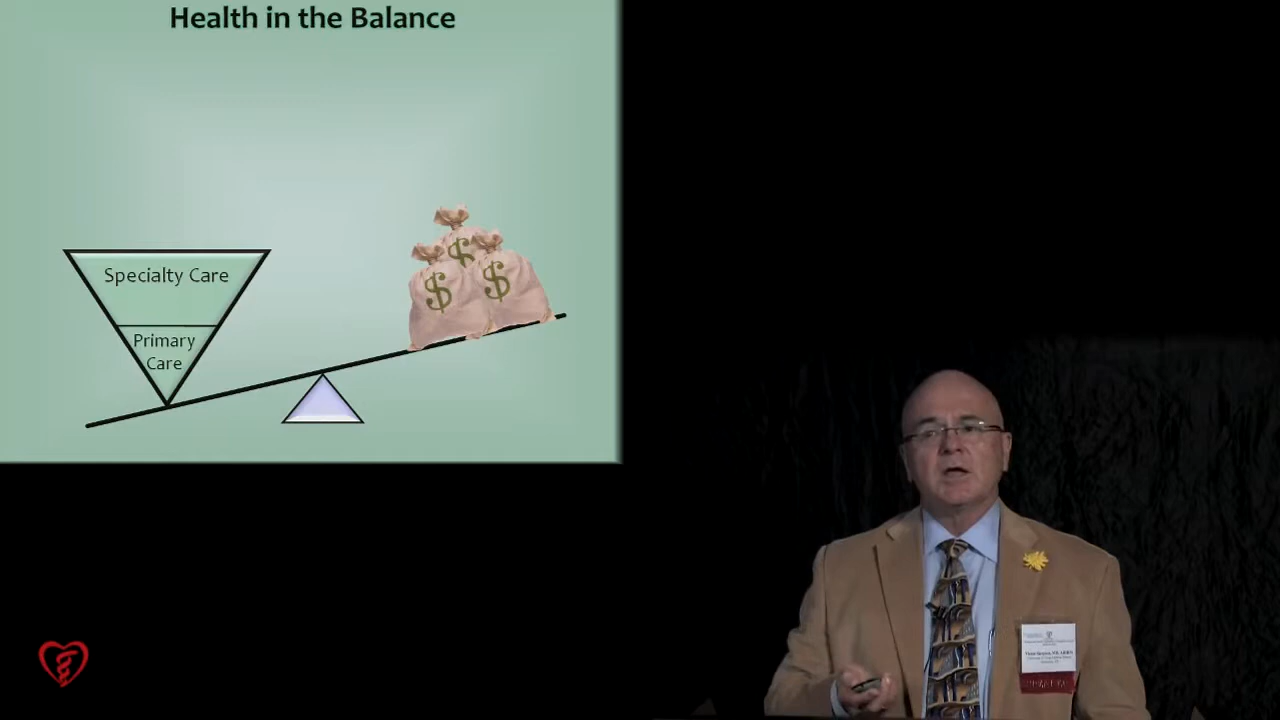 Health in the Balance
Specialty Care
Primary
Care
$
$
$